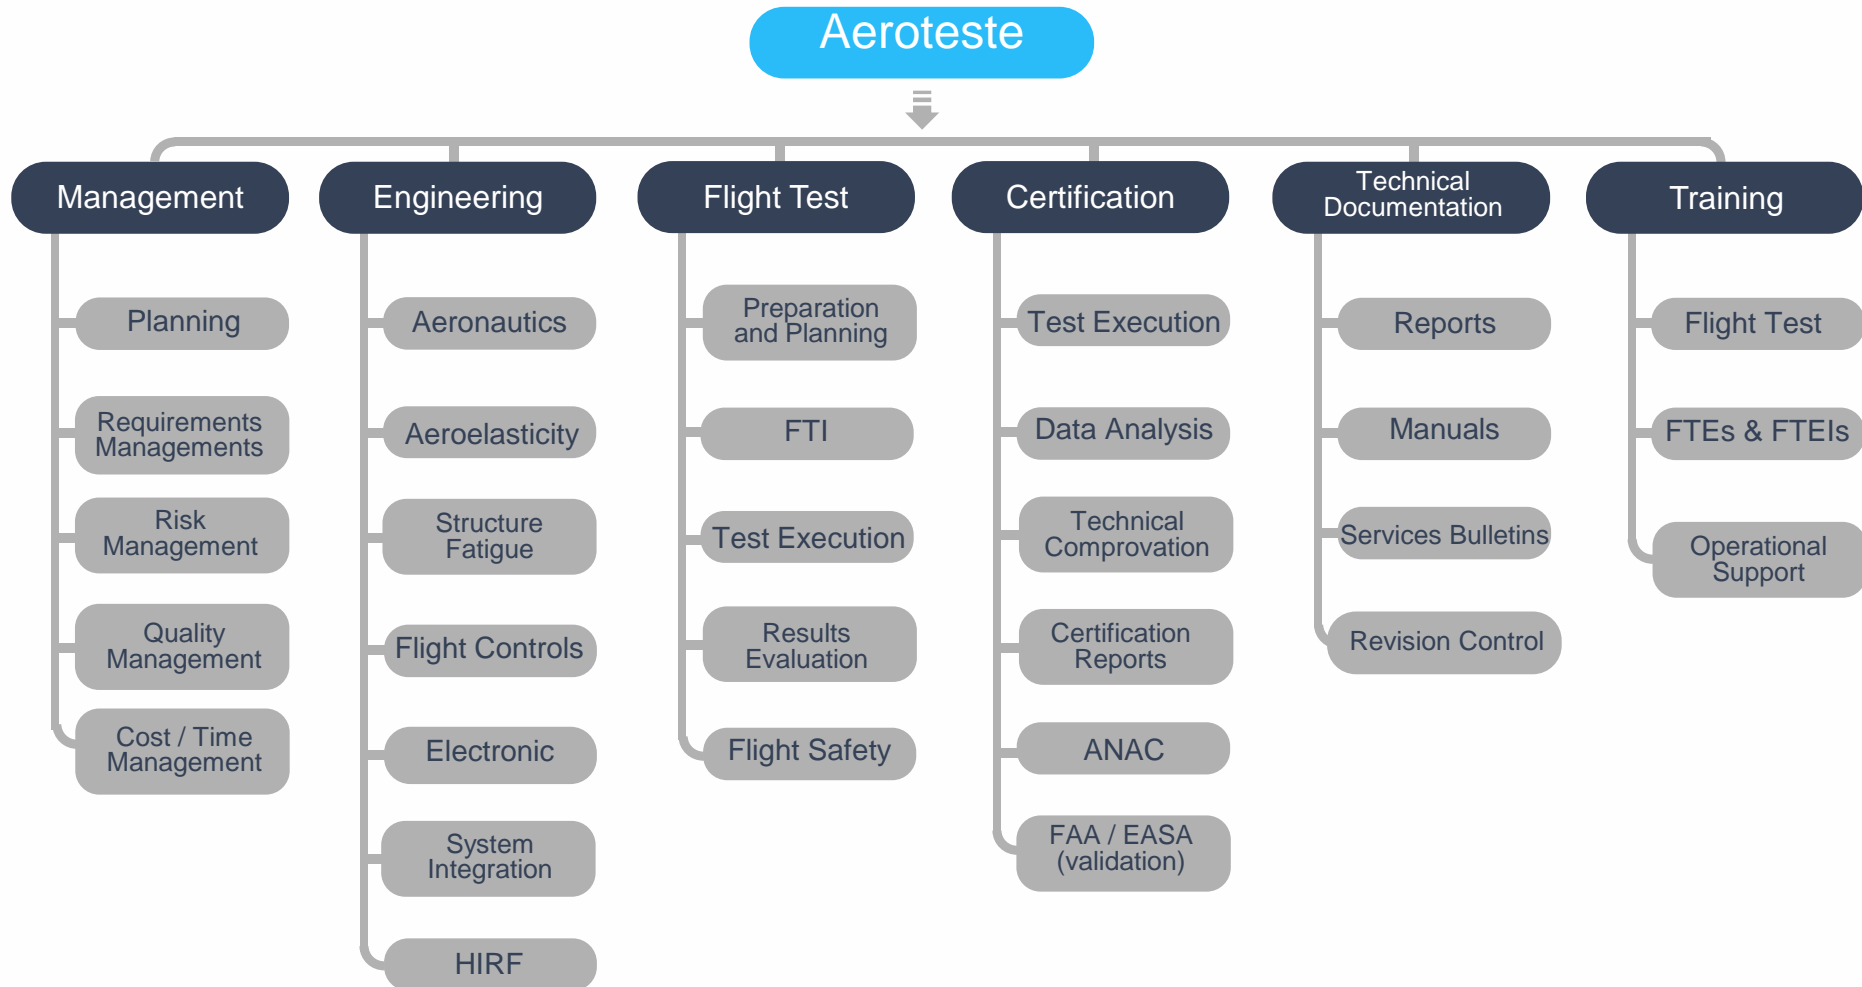 Aeroteste
Management
Planning
Requirements
Managements
Risk
Management
Quality
Management
Cost / Time
Management
Engineering
Aeronautics
Aeroelasticity
Structure
Fatigue
Flight Controls
Electronic
System
Integration
HIRF
Flight Test
Preparation
and Planning
FTI
Test Execution
Results
Evaluation
Flight Safety
Certification
Test Execution
Data Analysis
Technical
Comprovation
Certification
Reports
ANAC
FAA / EASA
(validation)
Technical
Documentation
Reports
Manuals
Services Bulletins
Revision Control
Training
Flight Test
FTEs & FTEIs
Operational
Support